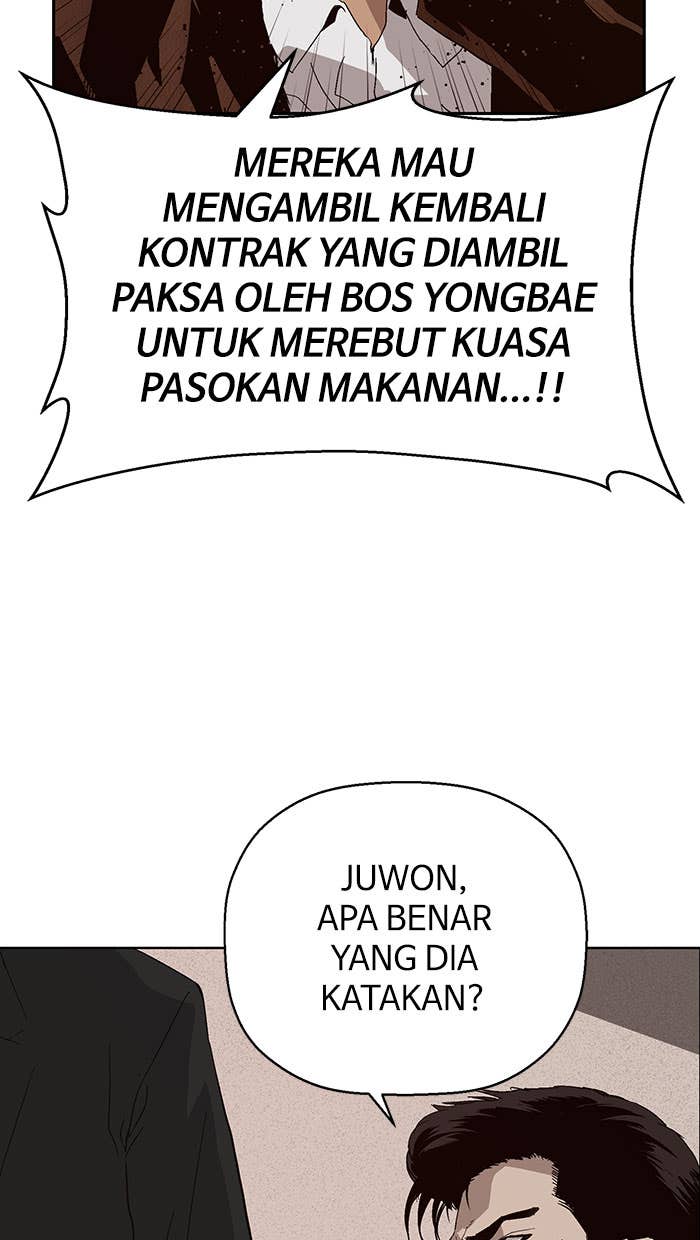 MEREKA MAU
MENGAMBIL KEMBALI
KONTRAK YANG DIAMBIL
PAKSA OLEH BOS YONGBAE
UNTUK MEREBUT KUASA
PASOKAN MAKANAN...!!
JUWON,
APA BENAR
YANG DIA
KATAKAN?